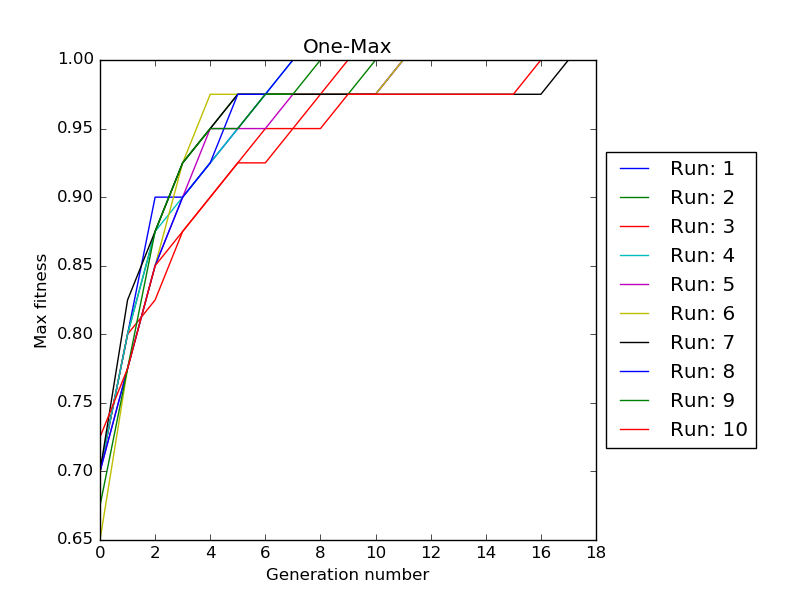 One-Max
1.00
0.95
0.90
0.85
0.80
0.75
0.70
0.65
Max fitness
0 2 4 6 8 10 12 14 16 18
Generation number
Run: 1
Run: 2
Run: 3
Run: 4
Run: 5
Run: 6
Run: 7
Run: 8
Run: 9
Run: 10